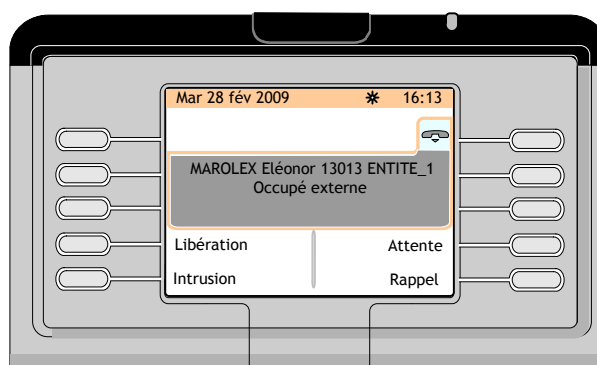 Mar 28 fév 2009 16:13
MAROLEX Eléonor 13013 ENTITE_1
Occupé externe
Libération Attente
Intrusion Rappel